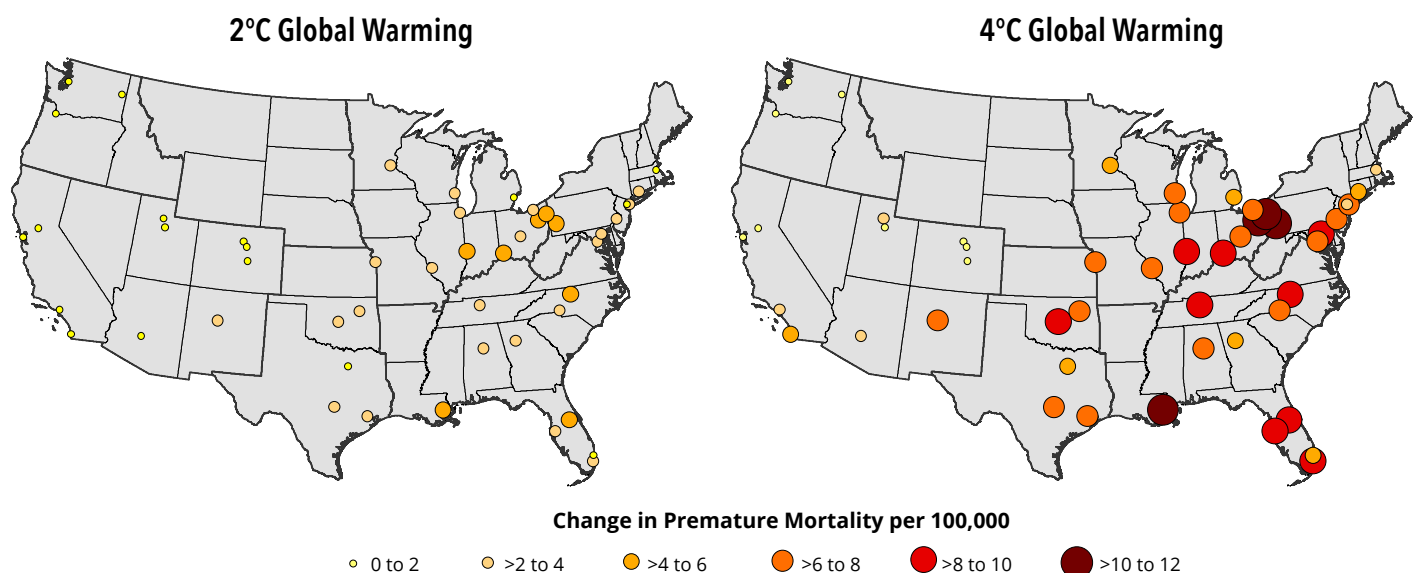 2°C Global Warming
4°C Global Warming
Change in Premature Mortality per 100,000
0 to 2
>2 to 4
>4 to 6
>6 to 8
>8 to 10
>10 to 12